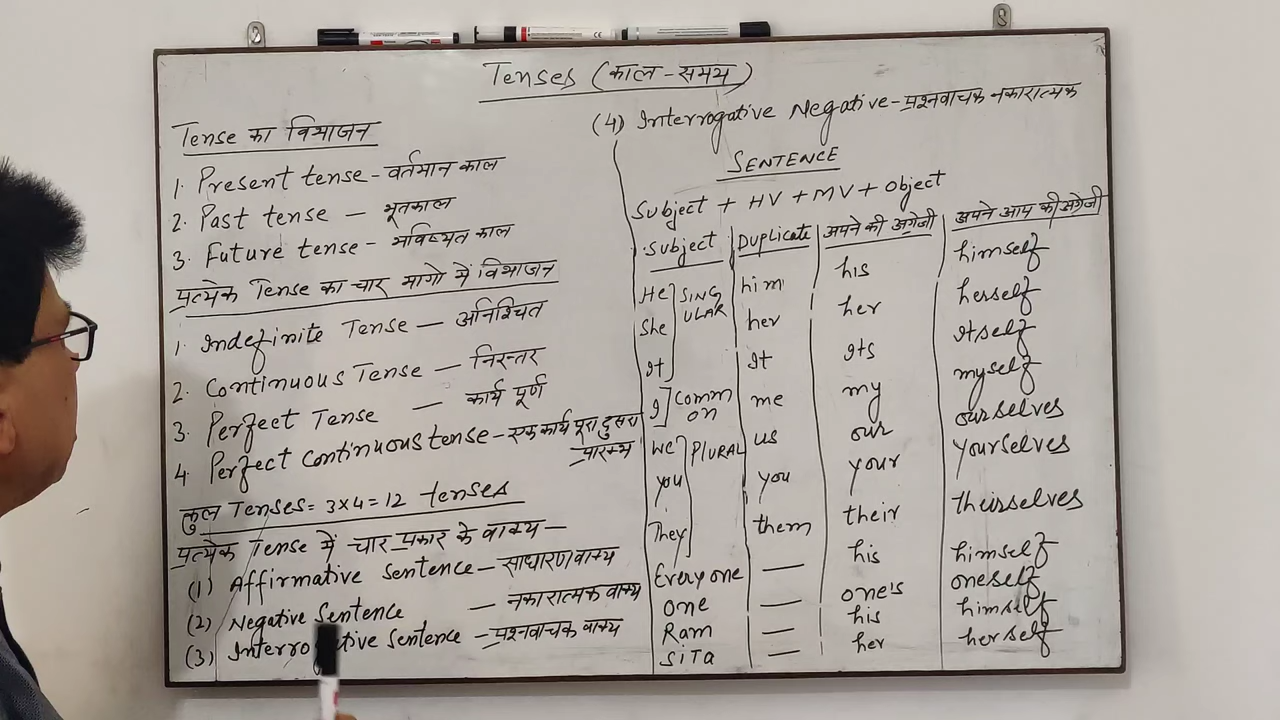 Tenses (काल-समय)
Tense का विभाजन
1. Present tense - वर्तमान काल
2. Past tense — भूतकाल
3. Future tense - भविष्यत काल
प्रत्येक Tense का चार भागो में विभाजन
1. Indefinite Tense — अनिश्चित
2. Continuous Tense — निरन्तर
3. Perfect Tense — कार्य पूर्ण
4. Perfect continuous tense - एक कार्य पूरा, दुसरा
प्रारम्भ
कुल Tenses = 3x4 = 12 tenses
प्रत्येक Tense में चार प्रकार के वाक्य —
(1) Affirmative Sentence — साधारण वाक्य
(2) Negative Sentence — नकारात्मक वाक्य
(3) Sentence - प्रश्नवाचक वाक्य
(4) Interrogative Negative - प्रश्नवाचक नकारात्मक
SENTENCE
Subject + HV + MV + object
Subject Duplicate अपने की अंग्रेजी अपने आप की अंग्रेजी
He ] SING him his himself
She ULAR her her herself
It It Its Itself
I ] Comm on me my myself
We ] PLURAL us our ourselves
you you your yourselves
They them their theirselves
Everyone — his himself
one — one's oneself
Ram — his himself
SiTa — her herself